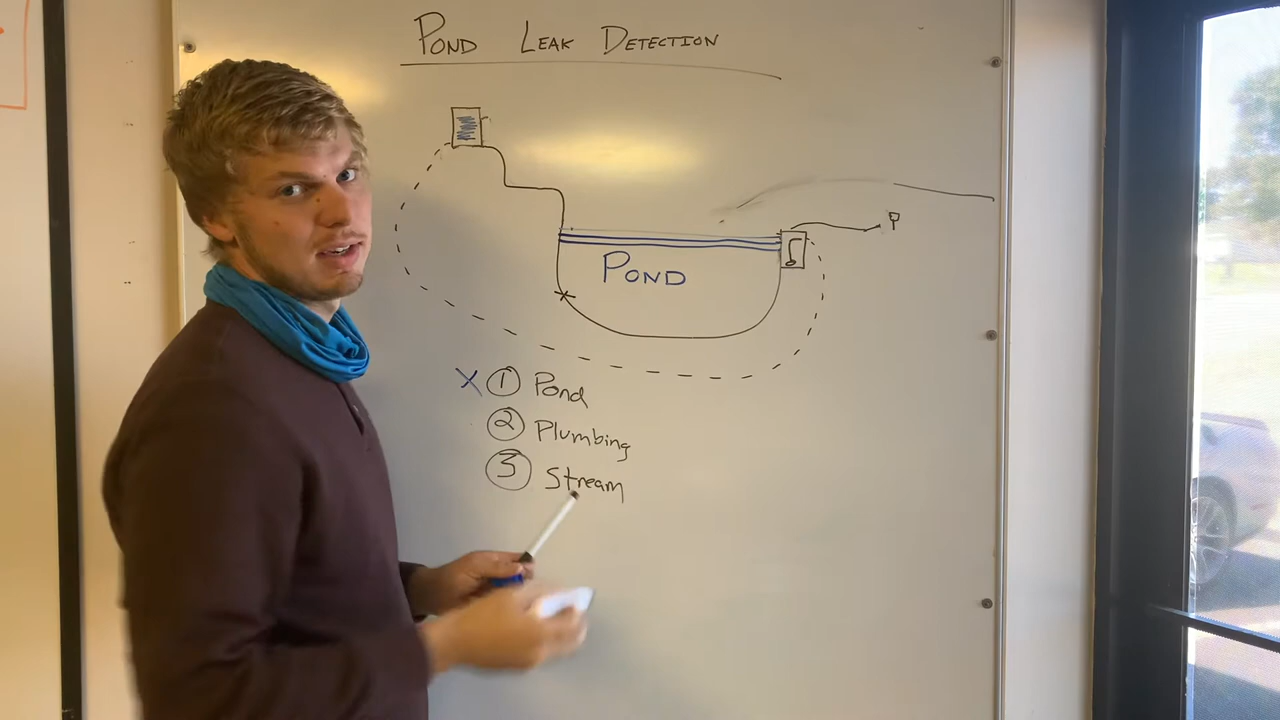 POND LEAK DETECTION
POND
X ① Pond
② Plumbing
③ Stream